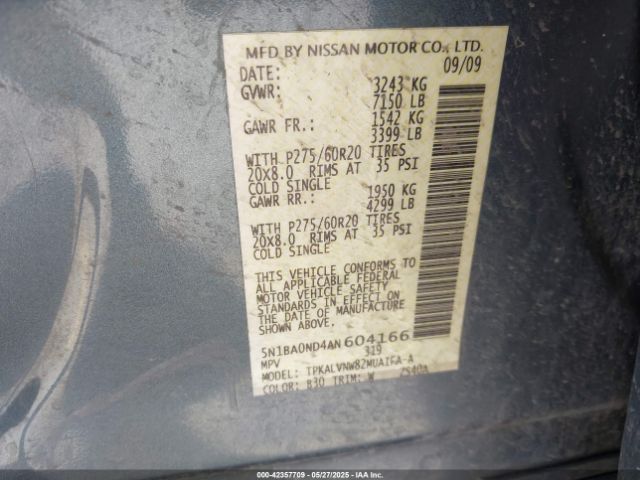 MFD BY NISSAN MOTOR CO., LTD.
DATE: 09/09
GVWR: 3243 KG
7150 LB
GAWR FR.: 1542 KG
3399 LB
WITH P275/60R20 TIRES
20X8.0 RIMS AT 35 PSI
COLD SINGLE
GAWR RR.: 1950 KG
4299 LB
WITH P275/60R20 TIRES
20X8.0 RIMS AT 35 PSI
COLD SINGLE
THIS VEHICLE CONFORMS TO
ALL APPLICABLE FEDERAL
MOTOR VEHICLE SAFETY
STANDARDS IN EFFECT ON
THE DATE OF MANUFACTURE
SHOWN ABOVE.
5N1BA0ND4AN604166
MPV 319
MODEL: TPKALVNW82MUAIFA-A
COLOR: B30 TRIM: W ZS40A
000-42357709 - 05/27/2025 - IAA Inc.